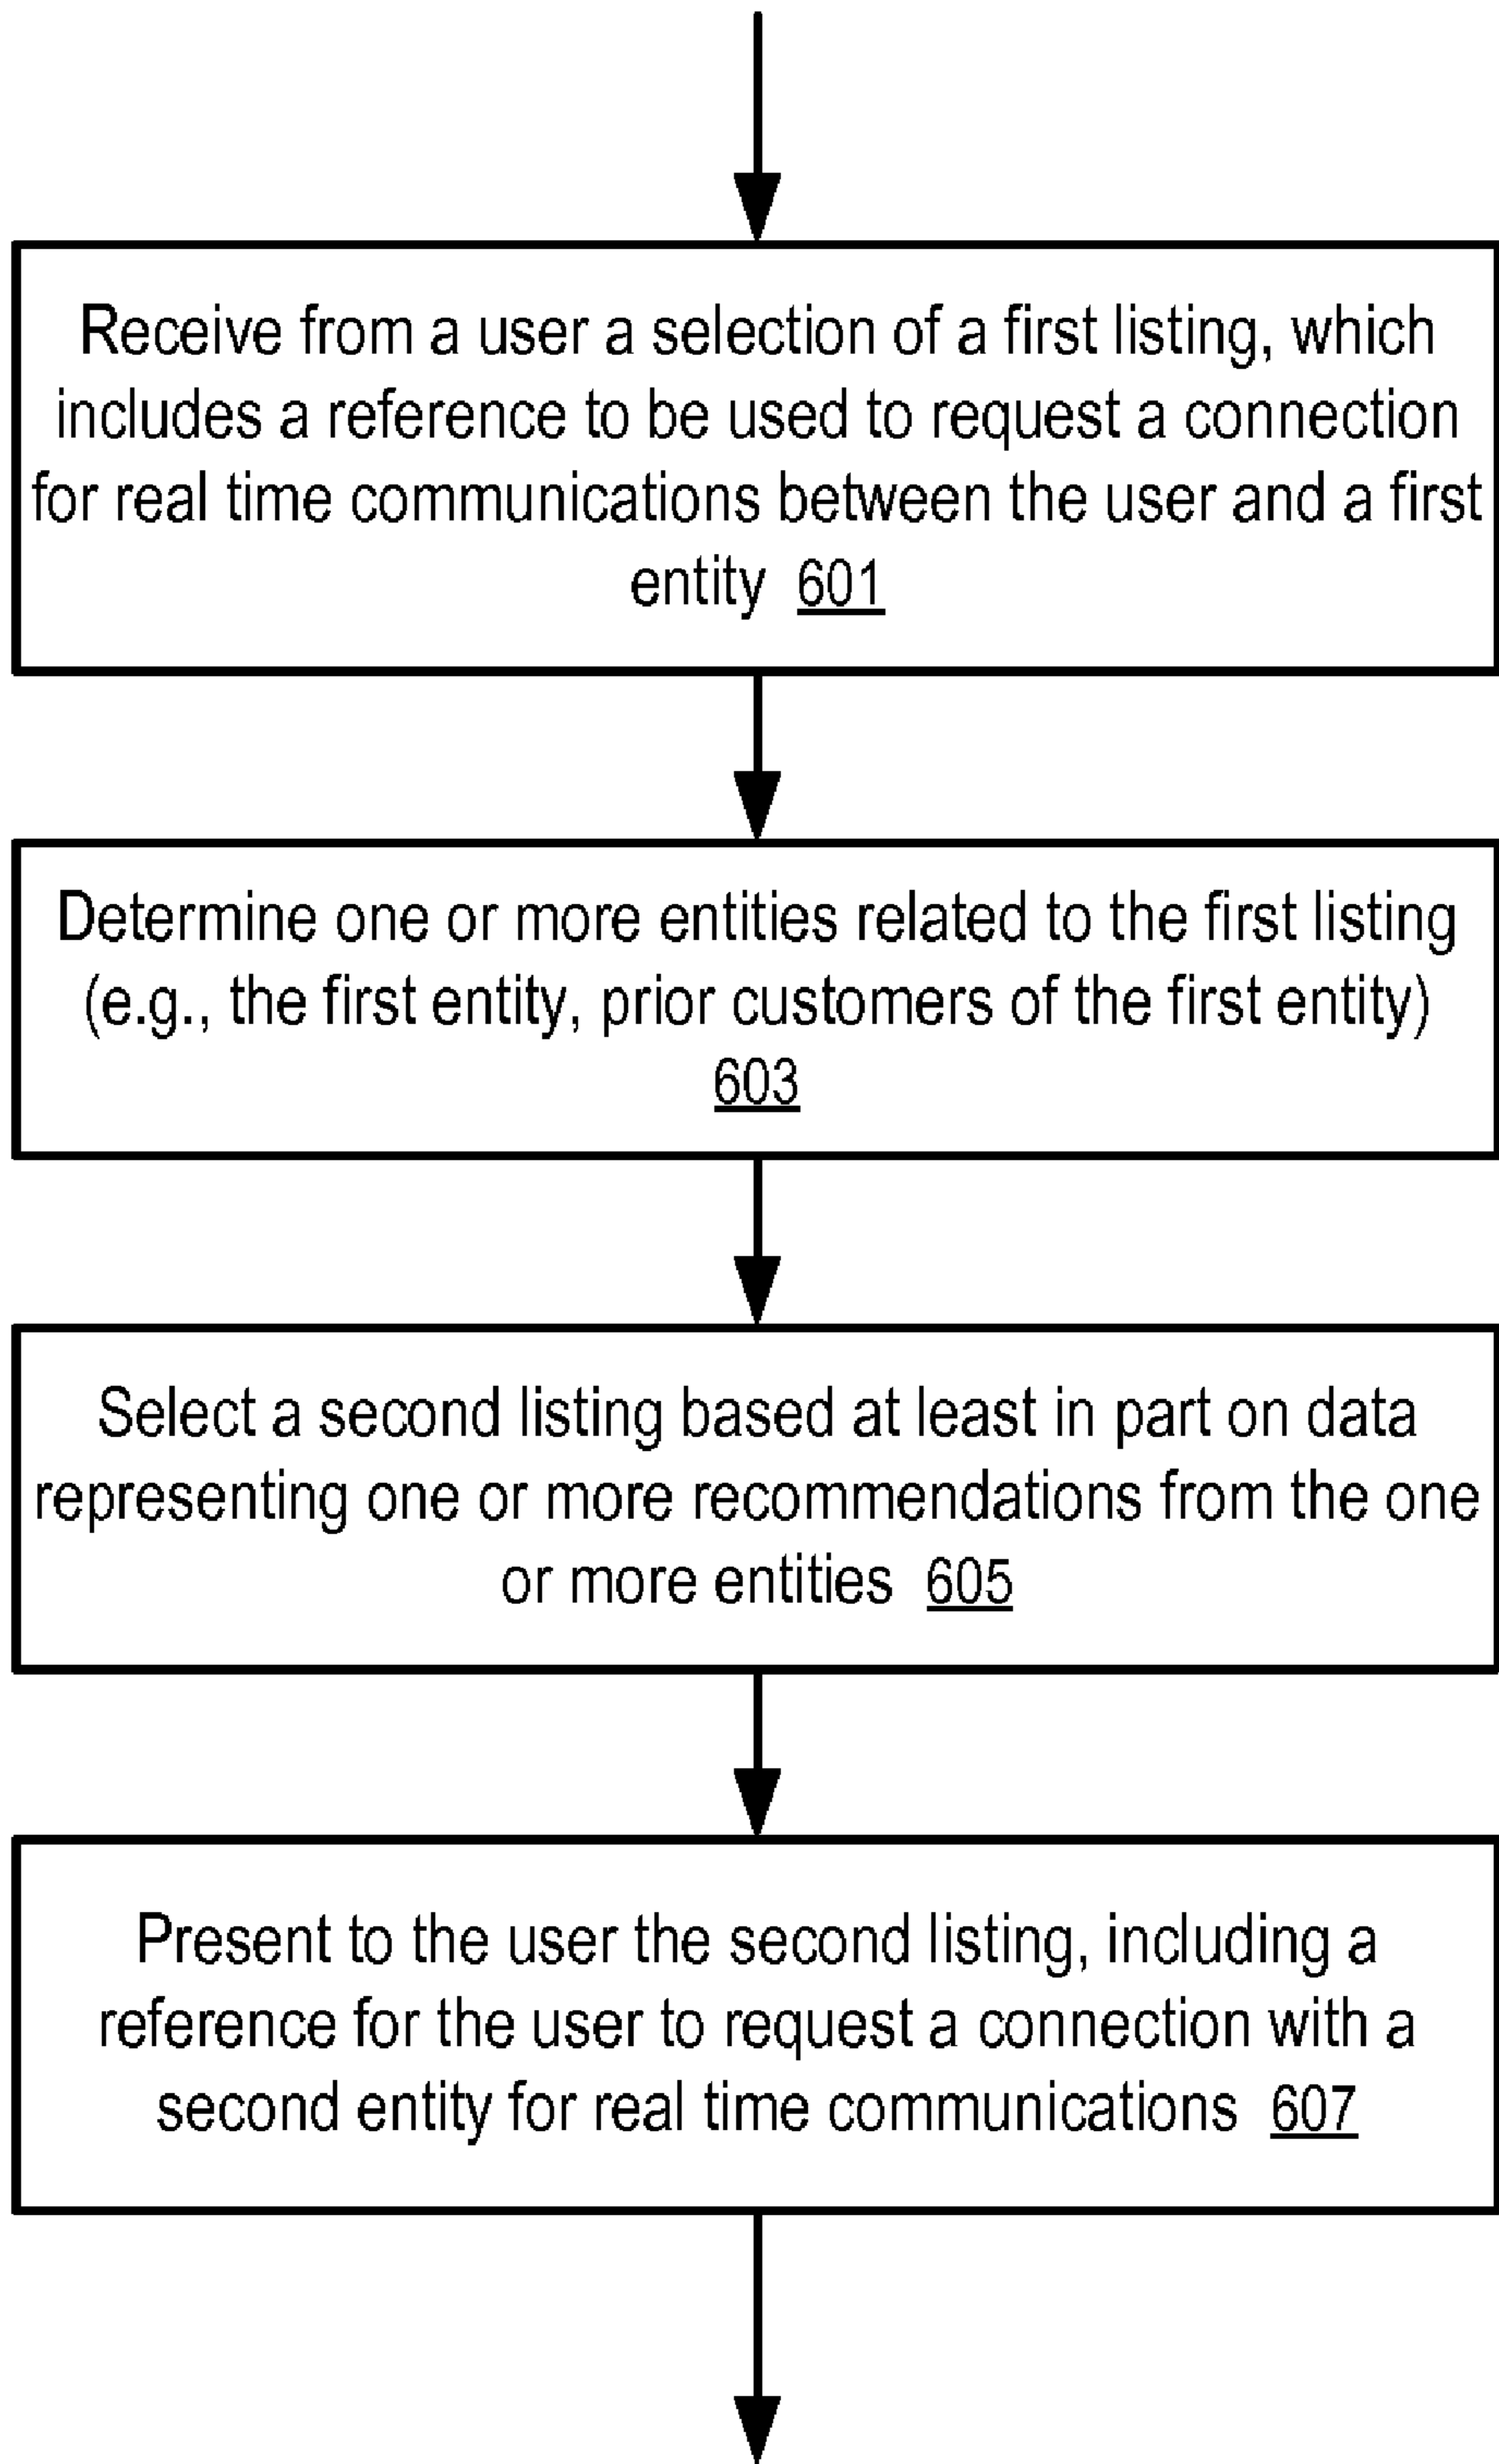 Receive from a user a selection of a first listing, which
includes a reference to be used to request a connection
for real time communications between the user and a first
entity 601
Determine one or more entities related to the first listing
(e.g., the first entity, prior customers of the first entity)
603
Select a second listing based at least in part on data
representing one or more recommendations from the one
or more entities 605
Present to the user the second listing, including a
reference for the user to request a connection with a
second entity for real time communications 607